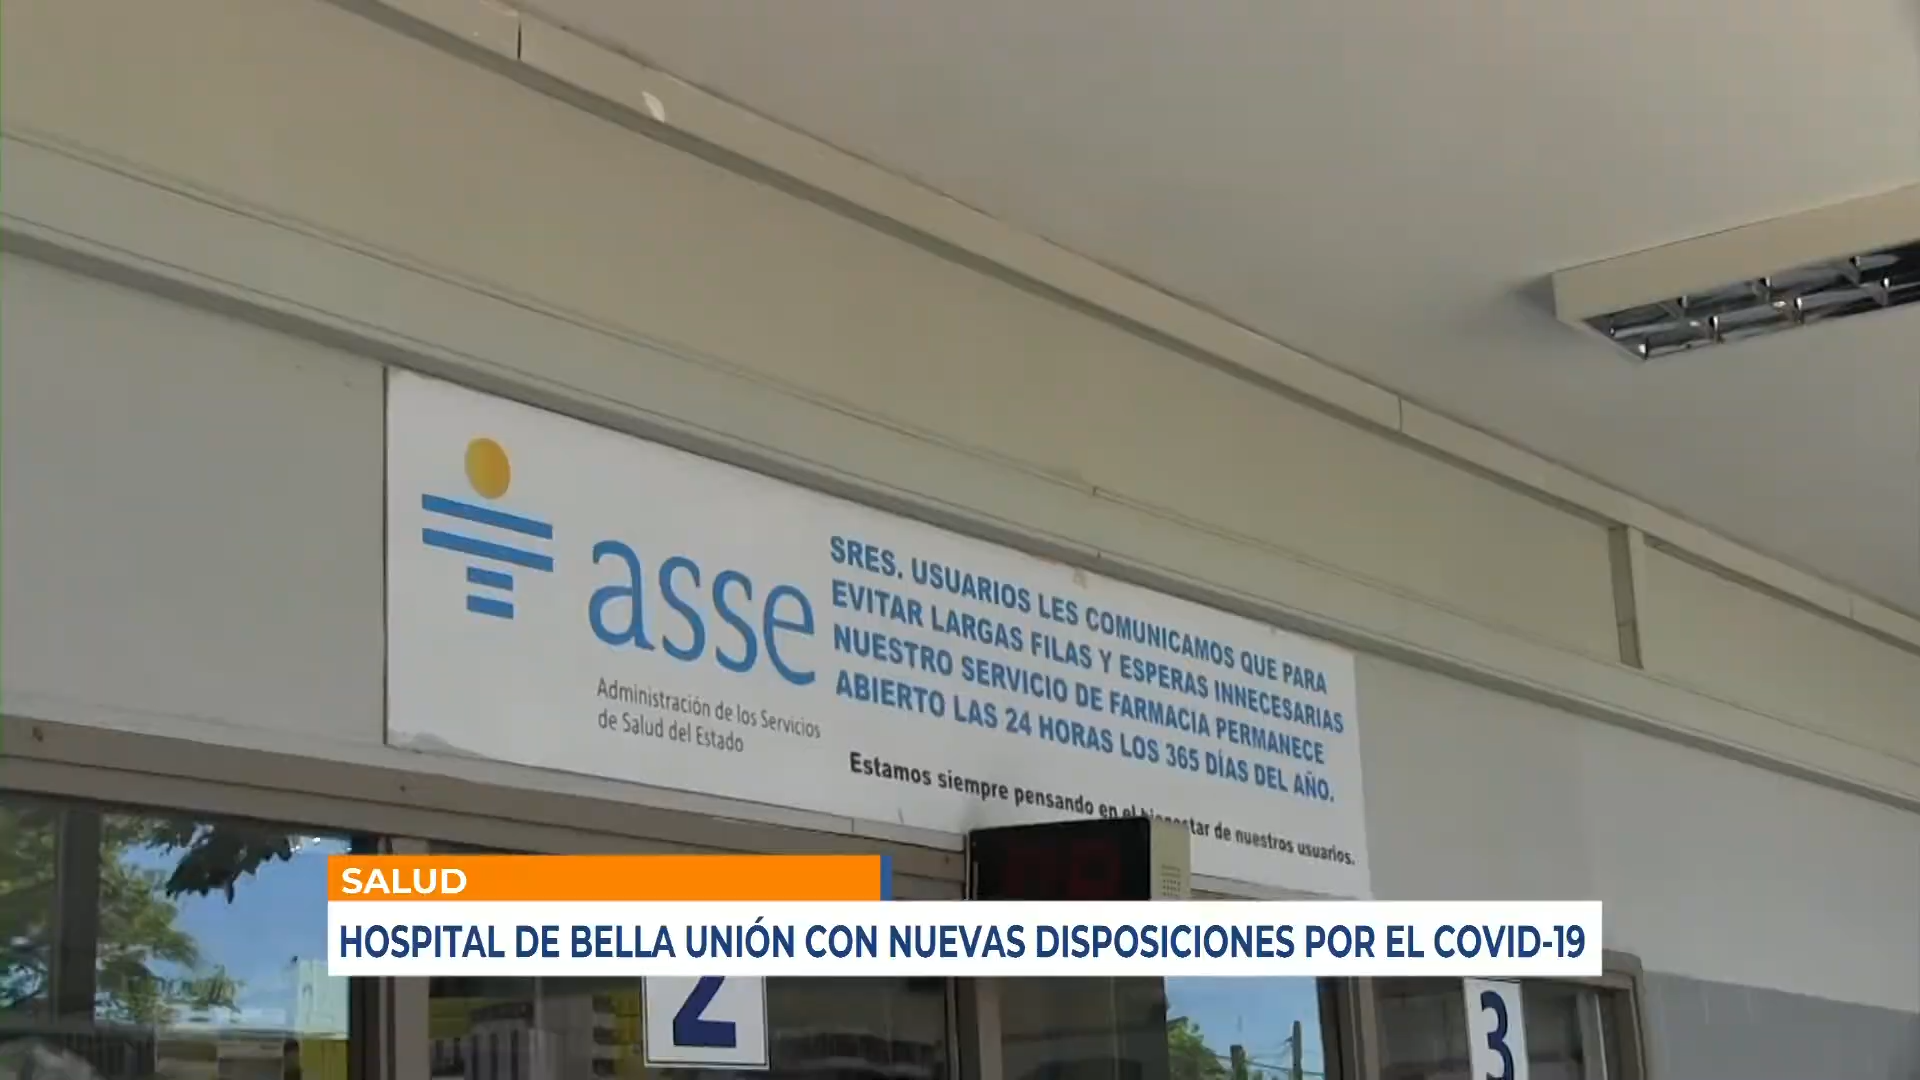 asse
Administración de los Servicios
de Salud del Estado
SRES. USUARIOS LES COMUNICAMOS QUE PARA
EVITAR LARGAS FILAS Y ESPERAS INNECESARIAS
NUESTRO SERVICIO DE FARMACIA PERMANECE
ABIERTO LAS 24 HORAS LOS 365 DÍAS DEL AÑO.
Estamos siempre pensando en el bienestar de nuestros usuarios.
SALUD
HOSPITAL DE BELLA UNIÓN CON NUEVAS DISPOSICIONES POR EL COVID-19
2
3